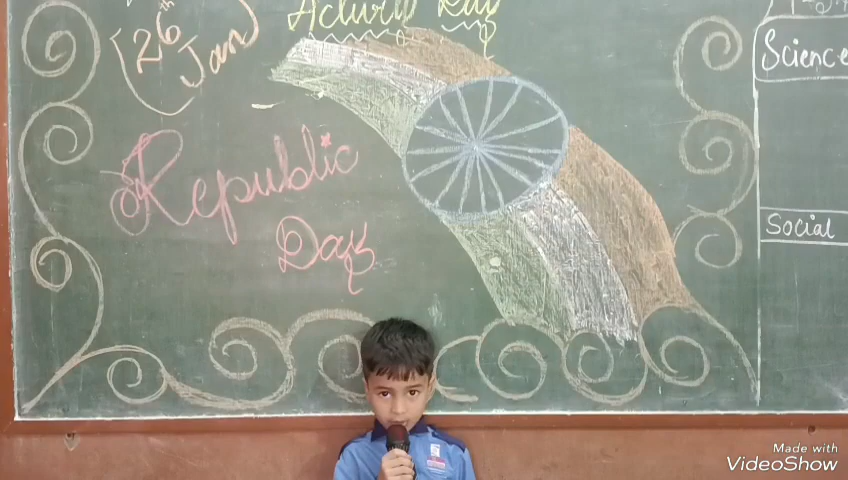 Activity Day
26th
Jan
Republic
Day
Science
Social
Made with
VideoShow